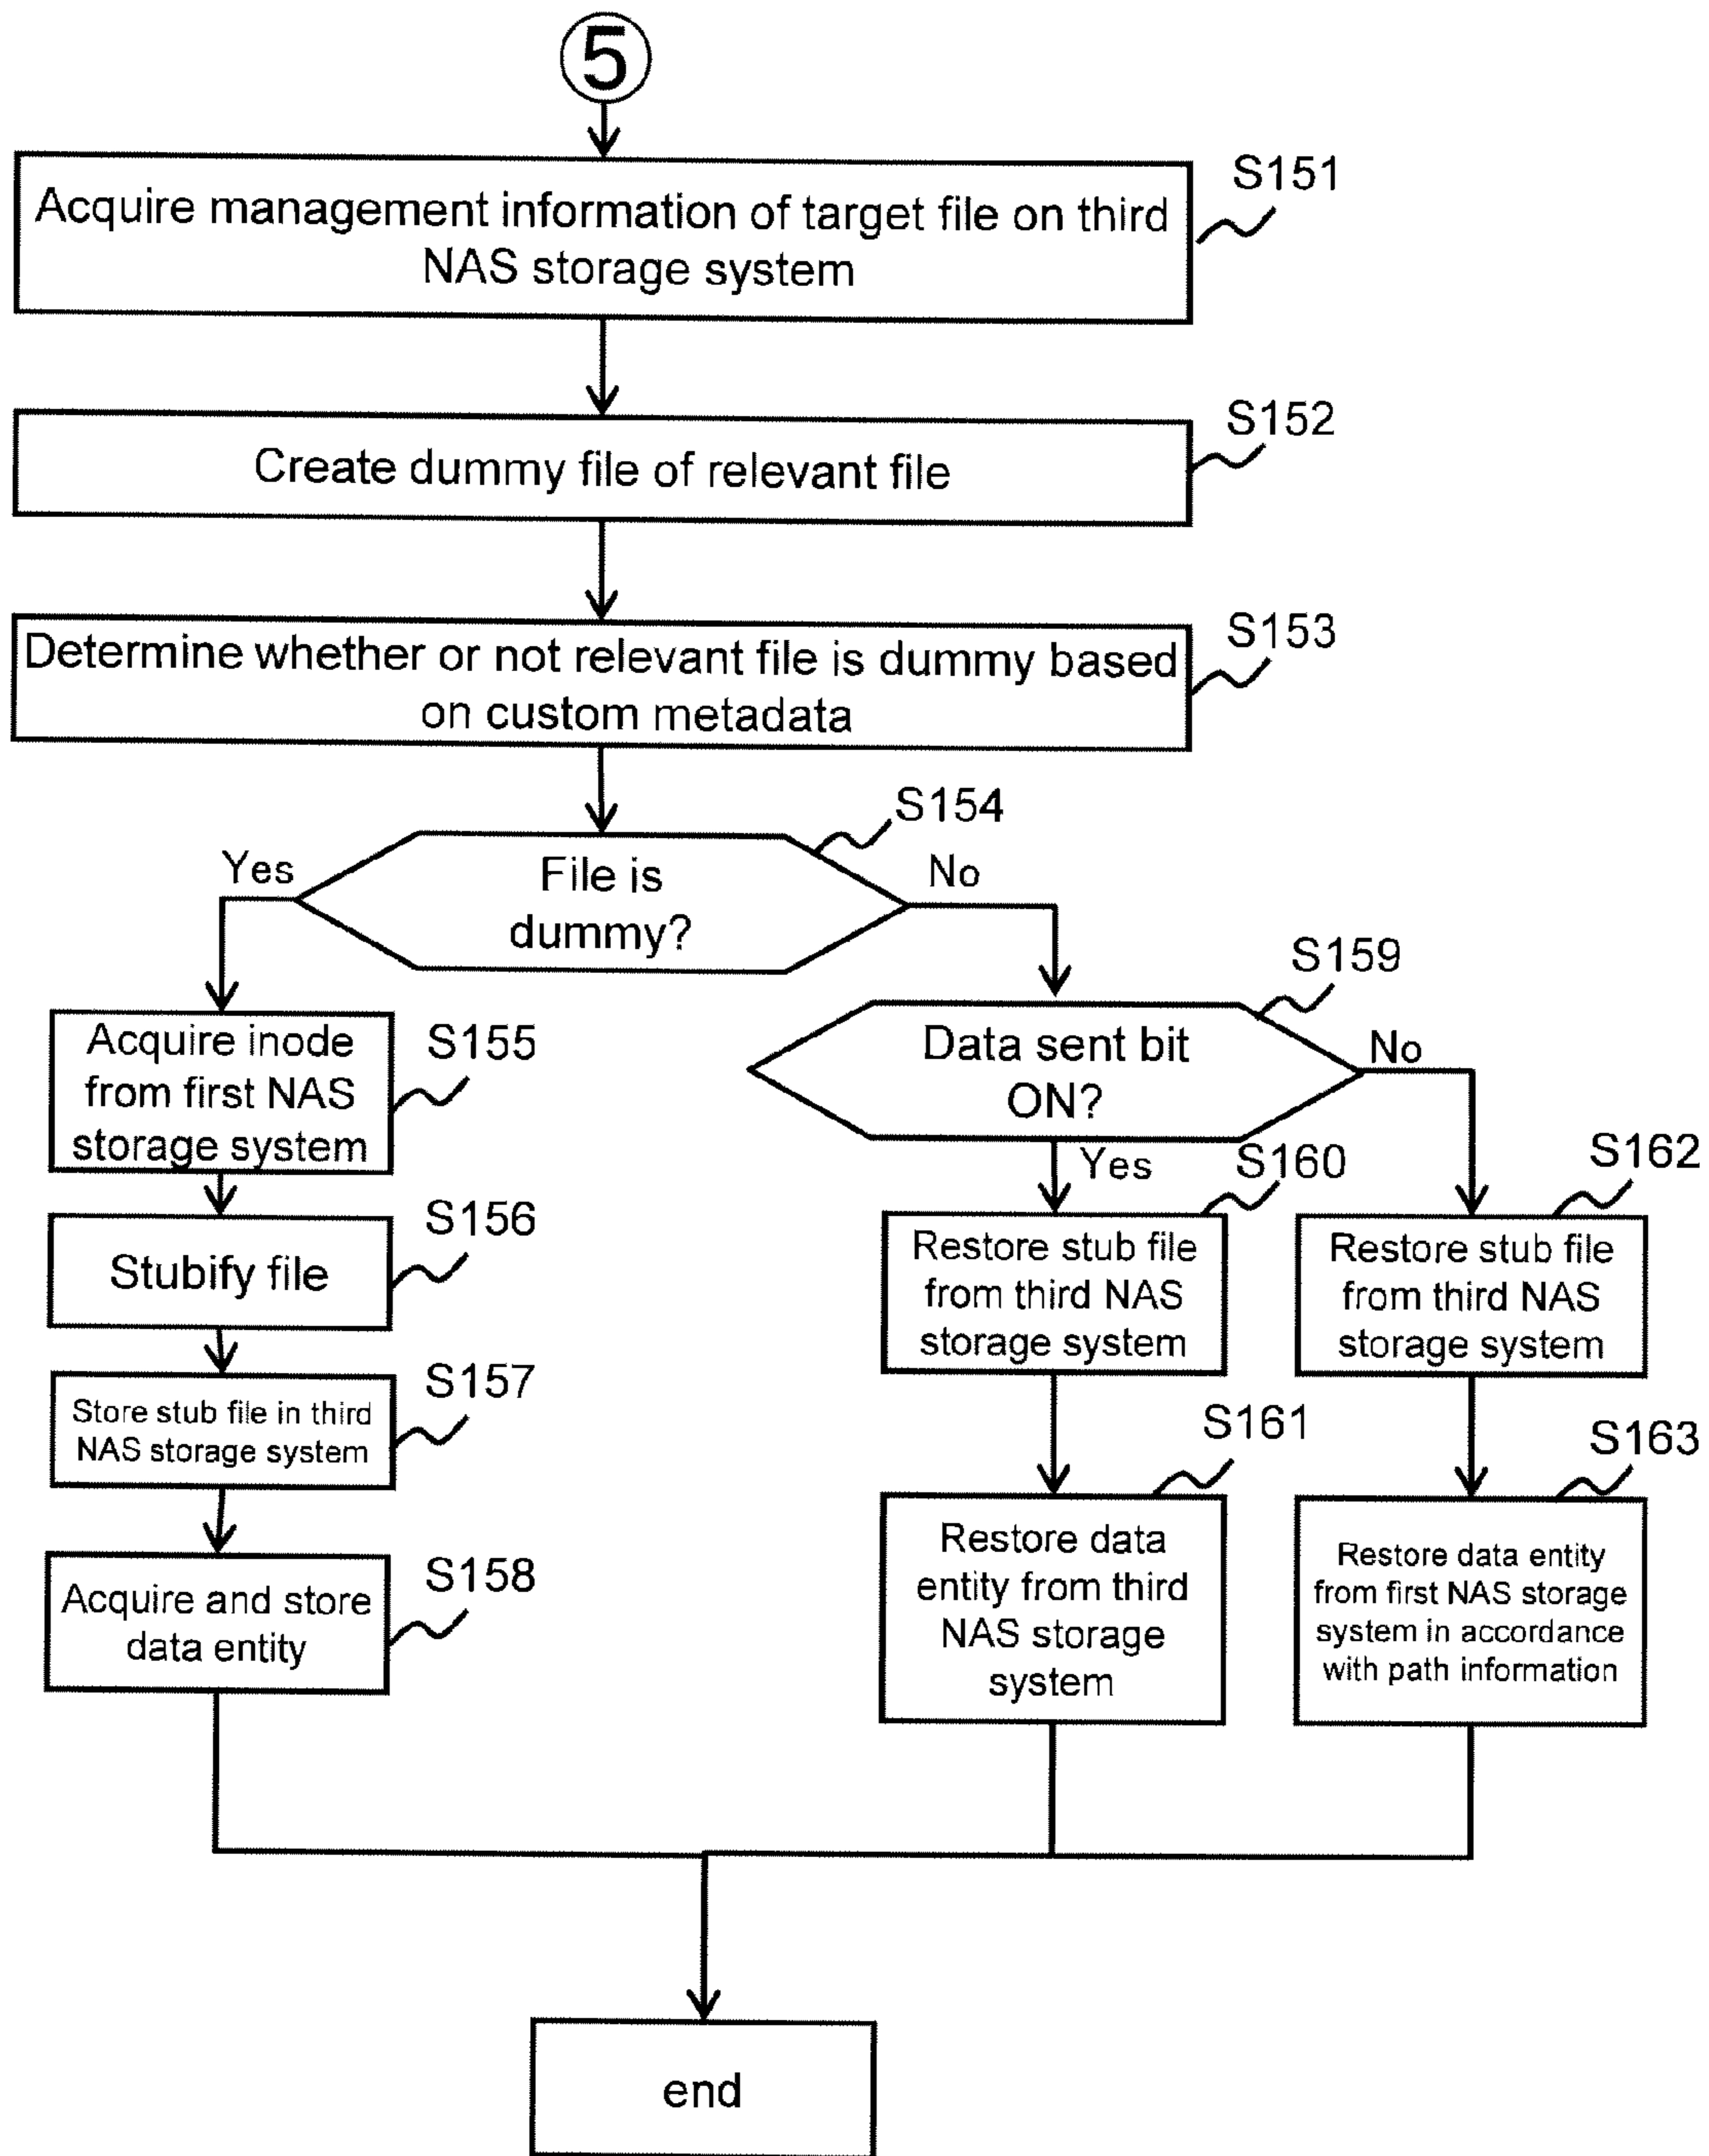 5
Acquire management information of target file on third
NAS storage system
S151
Create dummy file of relevant file
S152
Determine whether or not relevant file is dummy based
on custom metadata
S153
File is
dummy?
S154
Yes
No
Acquire inode
from first NAS
storage system
S155
Stubify file
S156
Store stub file in third
NAS storage system
S157
Acquire and store
data entity
S158
Data sent bit
ON?
S159
No
Yes
Restore stub file
from third NAS
storage system
S160
Restore data
entity from third
NAS storage
system
S161
Restore stub file
from third NAS
storage system
S162
Restore data entity
from first NAS storage
system in accordance
with path information
S163
end